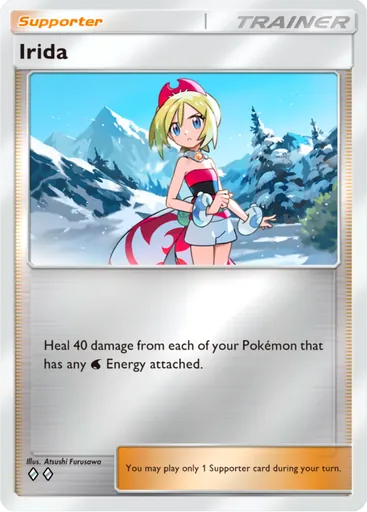 Supporter
TRAINER
Irida
Heal 40 damage from each of your Pokémon that
has any Energy attached.
Illus. Atsushi Furusawa
You may play only 1 Supporter card during your turn.